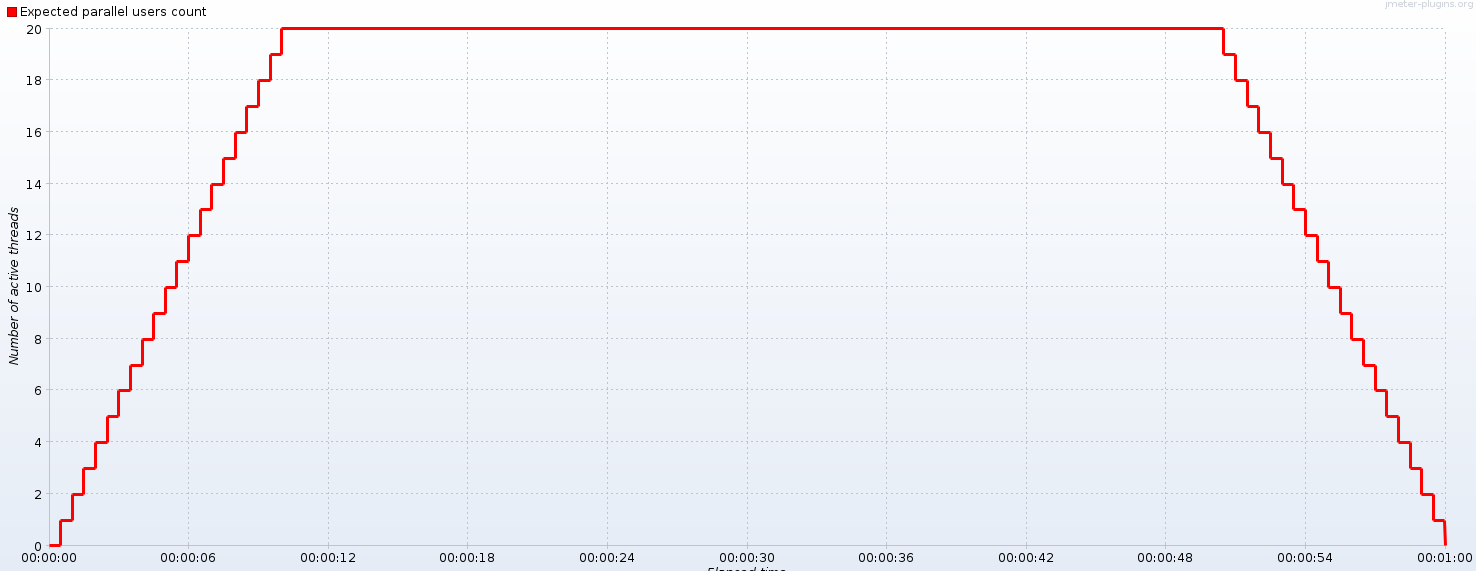 Expected parallel users count
jmeter-plugins.org
20
18
16
14
12
10
8
6
4
2
0
Number of active threads
00:00:00 00:00:06 00:00:12 00:00:18 00:00:24 00:00:30 00:00:36 00:00:42 00:00:48 00:00:54 00:01:00
Elapsed time